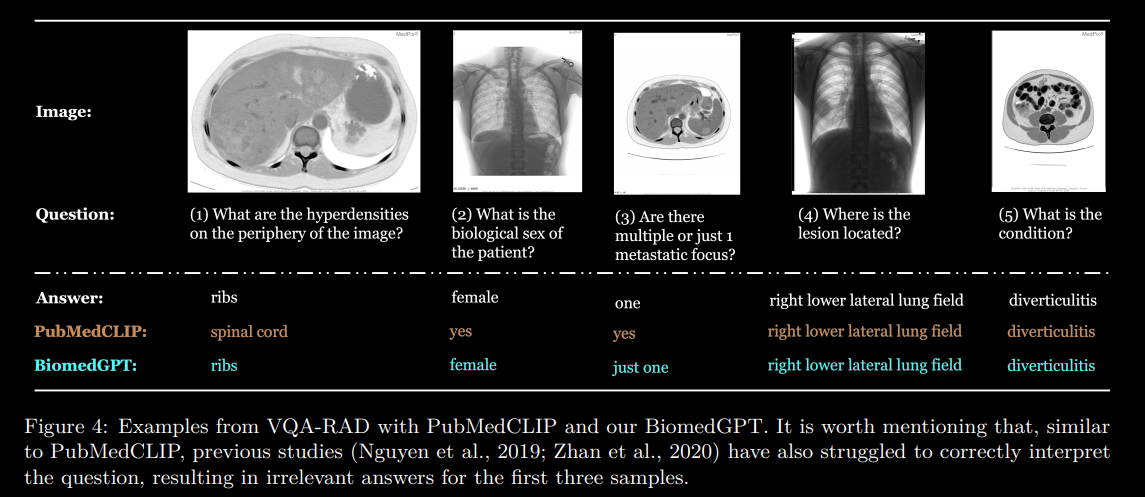 MedPix®
MedPix®
MedPix®
MedPix®
MedPix®
Image:
Question:
(1) What are the hyperdensities
on the periphery of the image?
(2) What is the
biological sex of
the patient?
(3) Are there
multiple or just 1
metastatic focus?
(4) Where is the
lesion located?
(5) What is the
condition?
Answer:
ribs
female
one
right lower lateral lung field
diverticulitis
PubMedCLIP:
spinal cord
yes
yes
right lower lateral lung field
diverticulitis
BiomedGPT:
ribs
female
just one
right lower lateral lung field
diverticulitis
Figure 4: Examples from VQA-RAD with PubMedCLIP and our BiomedGPT. It is worth mentioning that, similar
to PubMedCLIP, previous studies (Nguyen et al., 2019; Zhan et al., 2020) have also struggled to correctly interpret
the question, resulting in irrelevant answers for the first three samples.